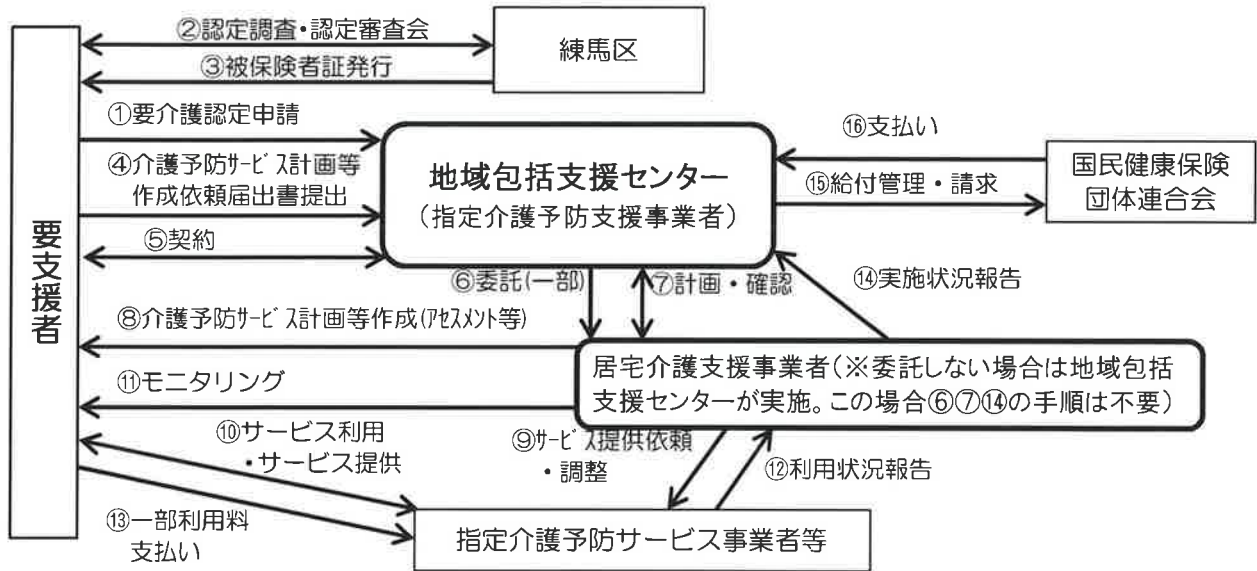 ②認定調査・認定審査会
練馬区
③被保険者証発行
①要介護認定申請
⑯支払い
④介護予防サービス計画等
作成依頼届出書提出
地域包括支援センター
(指定介護予防支援事業者)
⑮給付管理・請求
国民健康保険
団体連合会
要支援者
⑤契約
⑥委託(一部)
⑦計画・確認
⑭実施状況報告
⑧介護予防サービス計画等作成(アセスメント等)
居宅介護支援事業者(※委託しない場合は地域包括
支援センターが実施。この場合⑥⑦⑭の手順は不要)
⑪モニタリング
⑩サービス利用
・サービス提供
⑨サービス提供依頼
・調整
⑫利用状況報告
⑬一部利用料
支払い
指定介護予防サービス事業者等